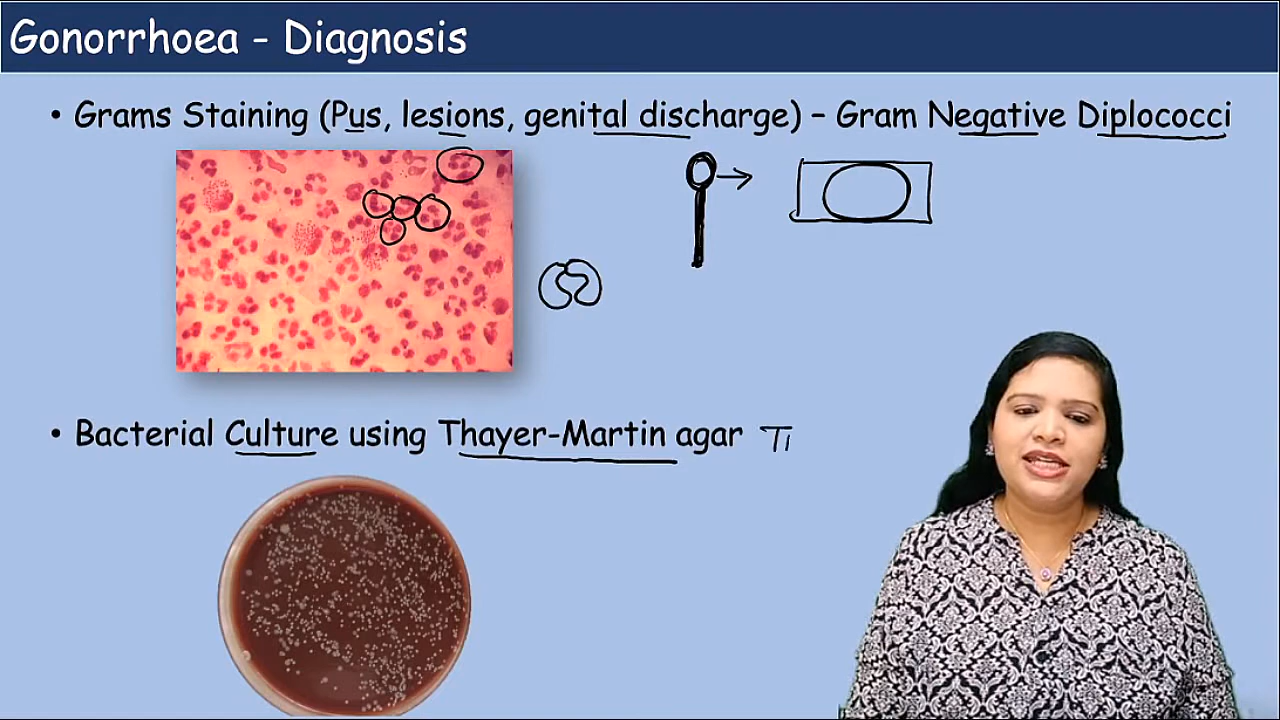 Gonorrhoea - Diagnosis
• Grams Staining (Pus, lesions, genital discharge) – Gram Negative Diplococci
• Bacterial Culture using Thayer-Martin agar